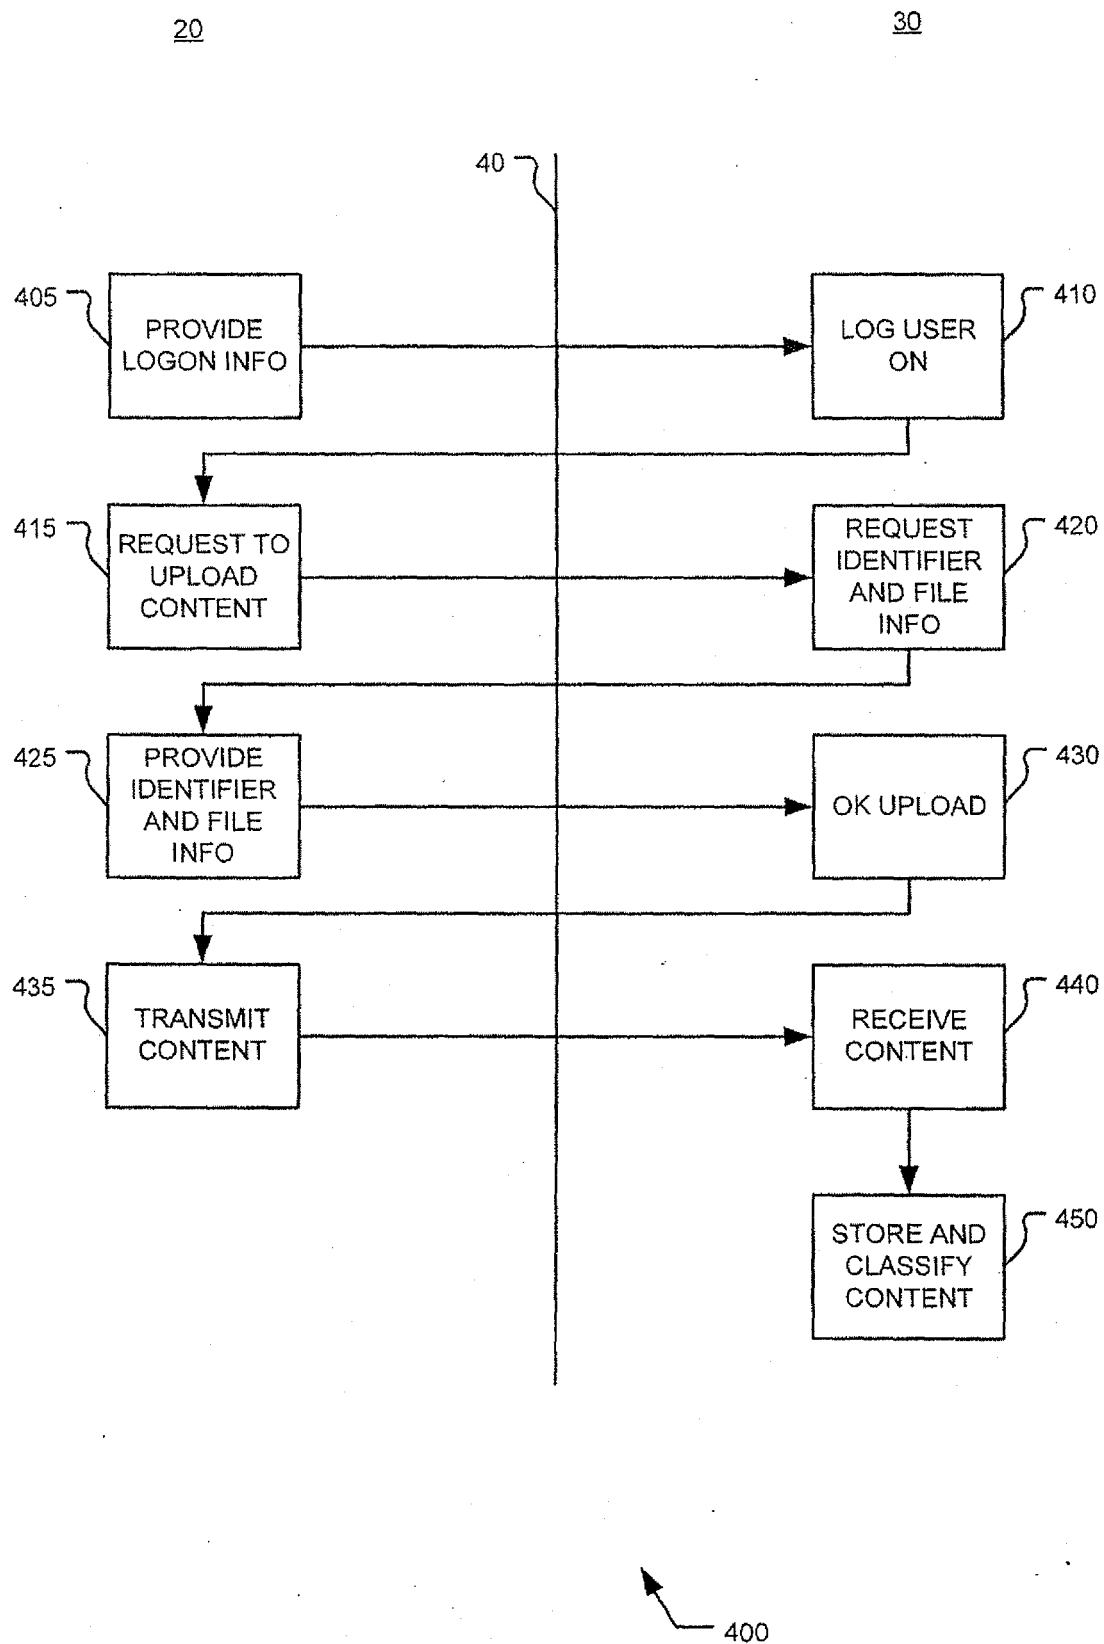 20
30
40
405
PROVIDE
LOGON INFO
LOG USER
ON
410
415
REQUEST TO
UPLOAD
CONTENT
REQUEST
IDENTIFIER
AND FILE
INFO
420
425
PROVIDE
IDENTIFIER
AND FILE
INFO
OK UPLOAD
430
435
TRANSMIT
CONTENT
RECEIVE
CONTENT
440
STORE AND
CLASSIFY
CONTENT
450
400